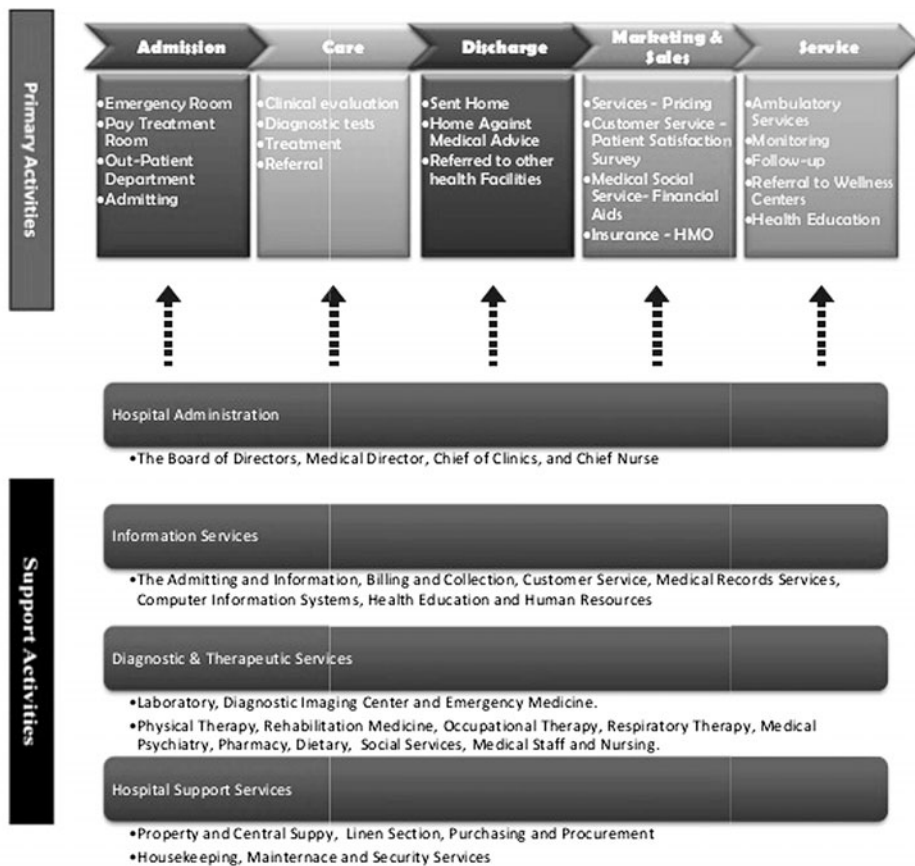 Primary Activities
Admission
Care
Discharge
Marketing &
Sales
Service
•Emergency Room
•Pay Treatment
Room
•Out-Patient
Department
•Admitting
•Clinical evaluation
•Diagnostic tests
•Treatment
•Referral
•Sent Home
•Home Against
Medical Advice
•Referred to other
health Facilities
•Services - Pricing
•Customer Service -
Patient Satisfaction
Survey
•Medical Social
Service- Financial
Aids
•Insurance - HMO
•Ambulatory
Services
•Monitoring
•Follow-up
•Referral to Wellness
Centers
•Health Education
Support Activities
Hospital Administration
•The Board of Directors, Medical Director, Chief of Clinics, and Chief Nurse
Information Services
•The Admitting and Information, Billing and Collection, Customer Service, Medical Records Services,
Computer Information Systems, Health Education and Human Resources
Diagnostic & Therapeutic Services
•Laboratory, Diagnostic Imaging Center and Emergency Medicine.
•Physical Therapy, Rehabilitation Medicine, Occupational Therapy, Respiratory Therapy, Medical
Psychiatry, Pharmacy, Dietary, Social Services, Medical Staff and Nursing.
Hospital Support Services
•Property and Central Suppy, Linen Section, Purchasing and Procurement
•Housekeeping, Mainternace and Security Services